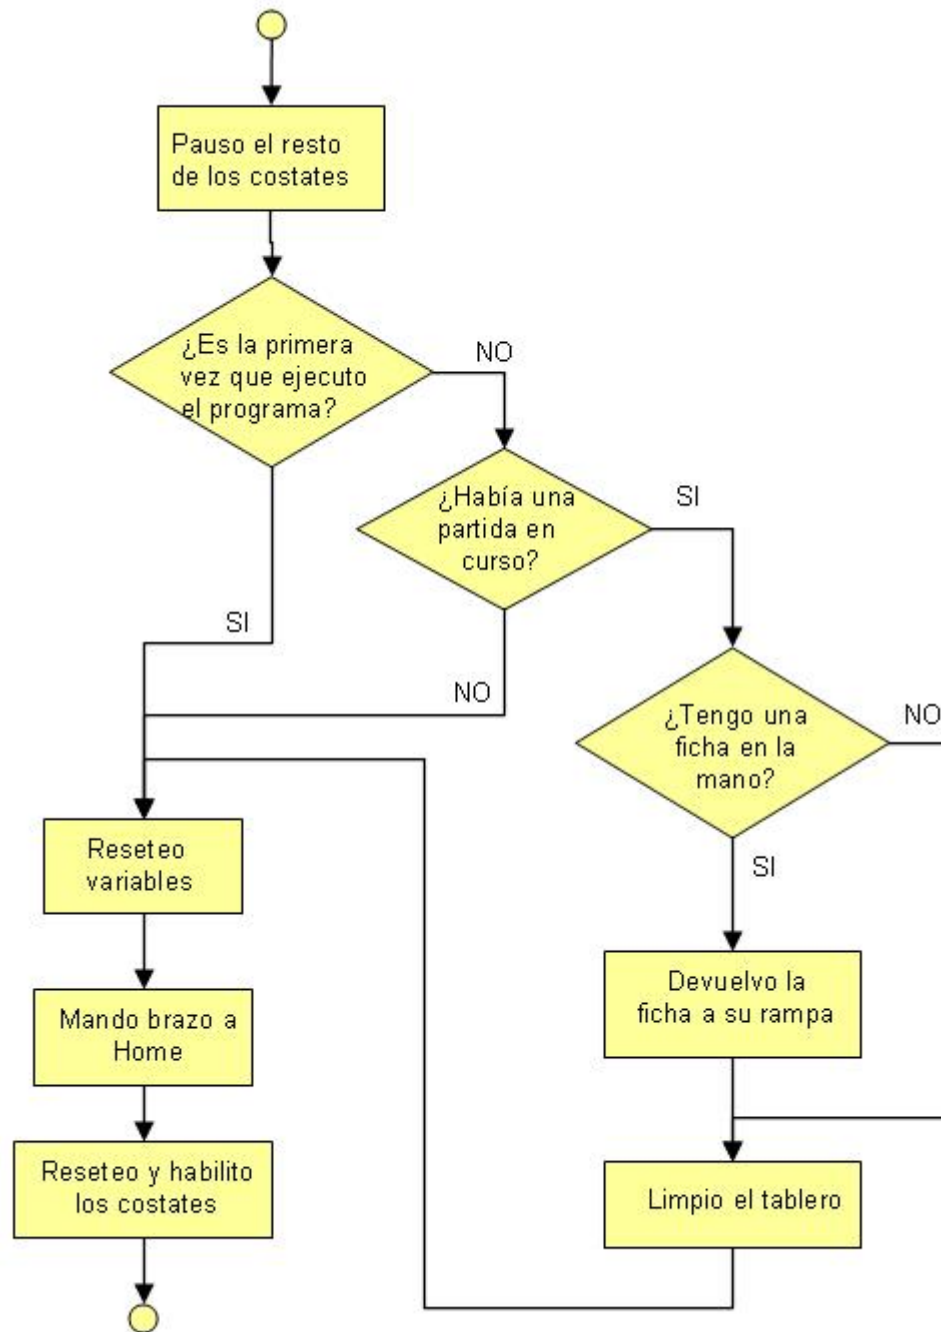 Pauso el resto
de los costates
¿Es la primera
vez que ejecuto
el programa?
NO
¿Había una
partida en
curso?
SI
SI
NO
¿Tengo una
ficha en la
mano?
NO
SI
Reseteo
variables
Devuelvo la
ficha a su rampa
Mando brazo a
Home
Reseteo y habilito
los costates
Limpio el tablero